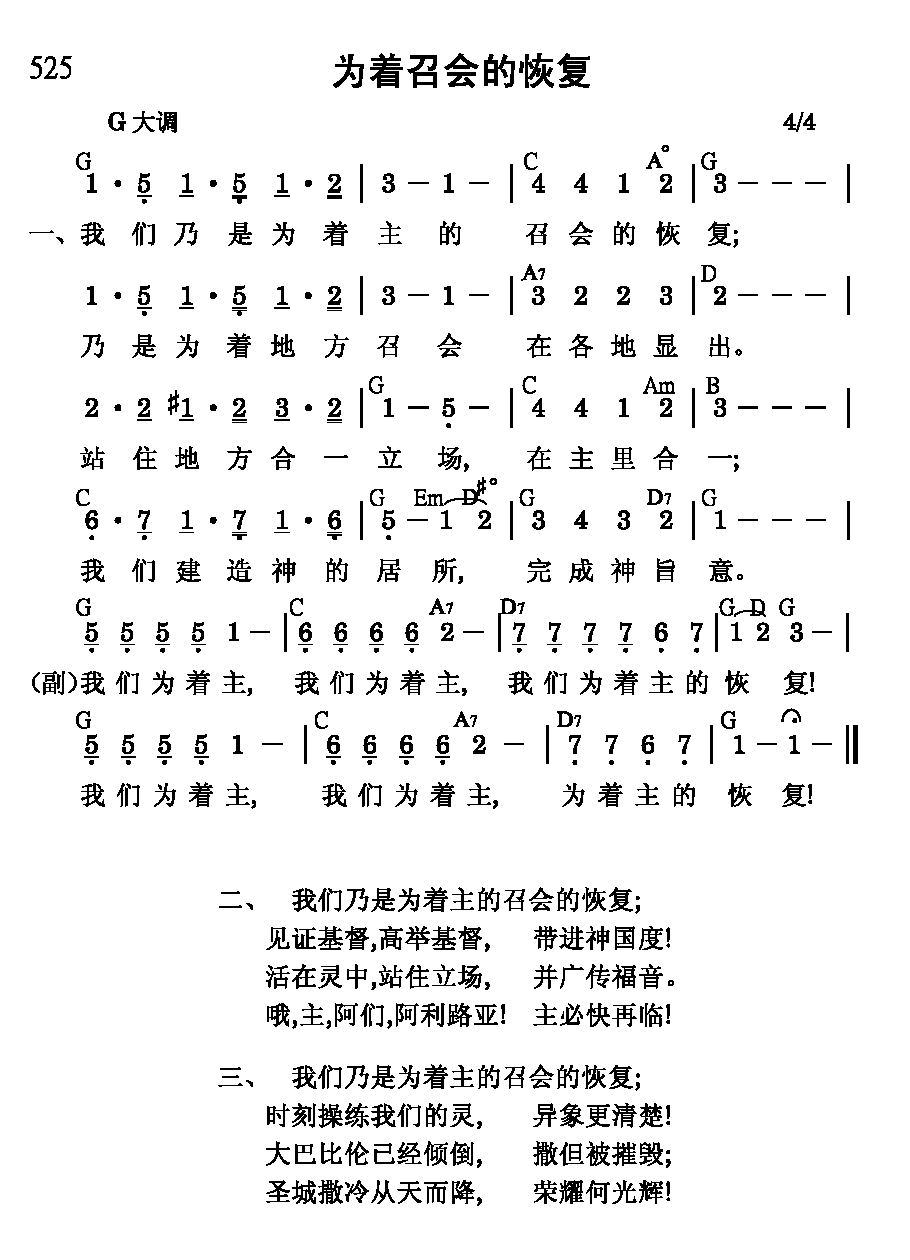 525 为着召会的恢复
G 大调 4/4
G C A° G
1 · 5 1 · 5 1 · 2 | 3 － 1 － | 4 4 1 2 | 3 － － － |
一、我们乃是为着主的 召会的恢复;
A7 D
1 · 5 1 · 5 1 · 2 | 3 － 1 － | 3 2 2 3 | 2 － － － |
乃是为着地方召会 在各地显出。
G C Am B
2 · 2 #1 · 2 3 · 2 | 1 － 5 － | 4 4 1 2 | 3 － － － |
站住地方合一立场, 在主里合一;
C G Em D#° G D7 G
6 · 7 1 · 7 1 · 6 | 5 － 1 2 | 3 4 3 2 | 1 － － － |
我们建造神的居所, 完成神旨意。
G C A7 D7 G D G
5 5 5 5 1 － | 6 6 6 6 2 － | 7 7 7 7 6 7 | 1 2 3 － |
(副)我们为着主, 我们为着主, 我们为着主的恢复!
G C A7 D7 G
5 5 5 5 1 － | 6 6 6 6 2 － | 7 7 6 7 | 1 － 1 － ‖
我们为着主, 我们为着主, 为着主的恢复!
二、 我们乃是为着主的召会的恢复;
见证基督,高举基督, 带进神国度!
活在灵中,站住立场, 并广传福音。
哦,主,阿们,阿利路亚! 主必快再临!
三、 我们乃是为着主的召会的恢复;
时刻操练我们的灵, 异象更清楚!
大巴比伦已经倾倒, 撒但被摧毁;
圣城撒冷从天而降, 荣耀何光辉!